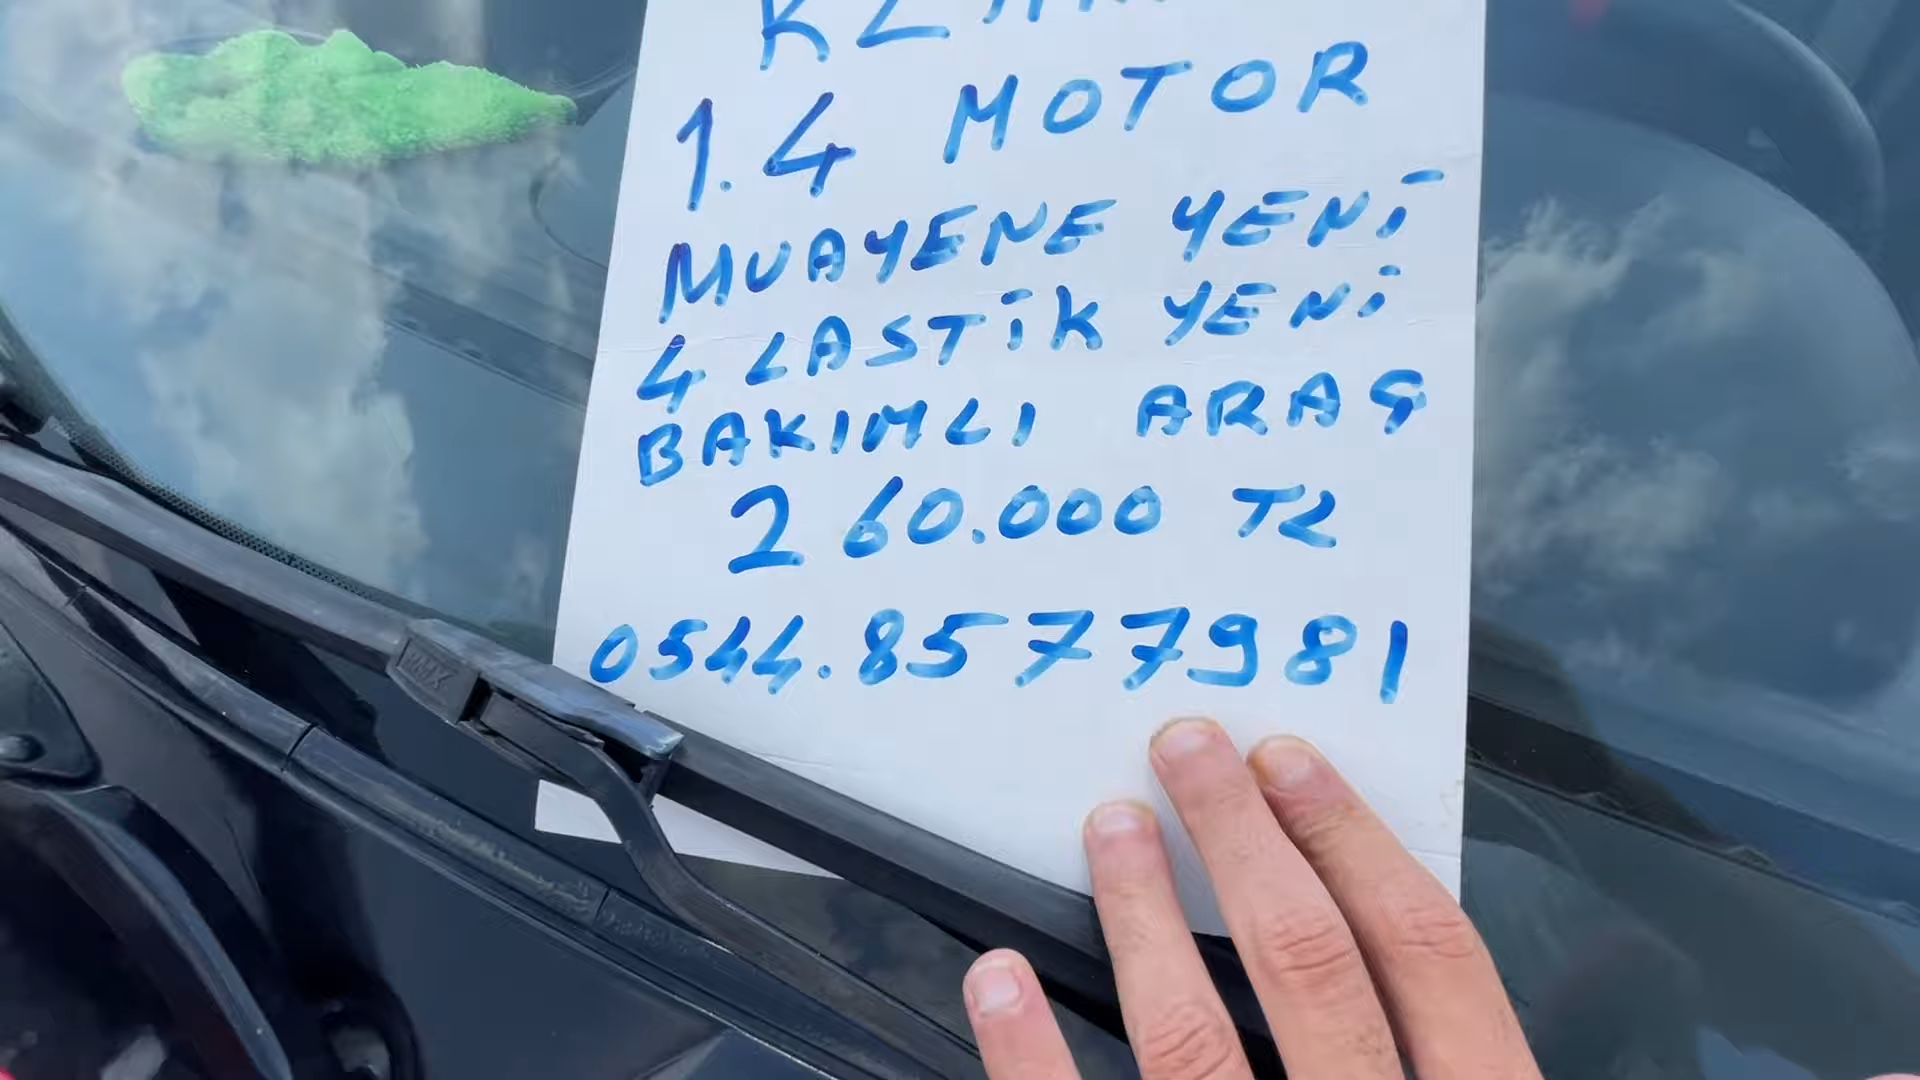 1.4 MOTOR
MUAYENE YENİ
4 LASTİK YENİ
BAKIMLI ARAÇ
260.000 TL
0544.8577981